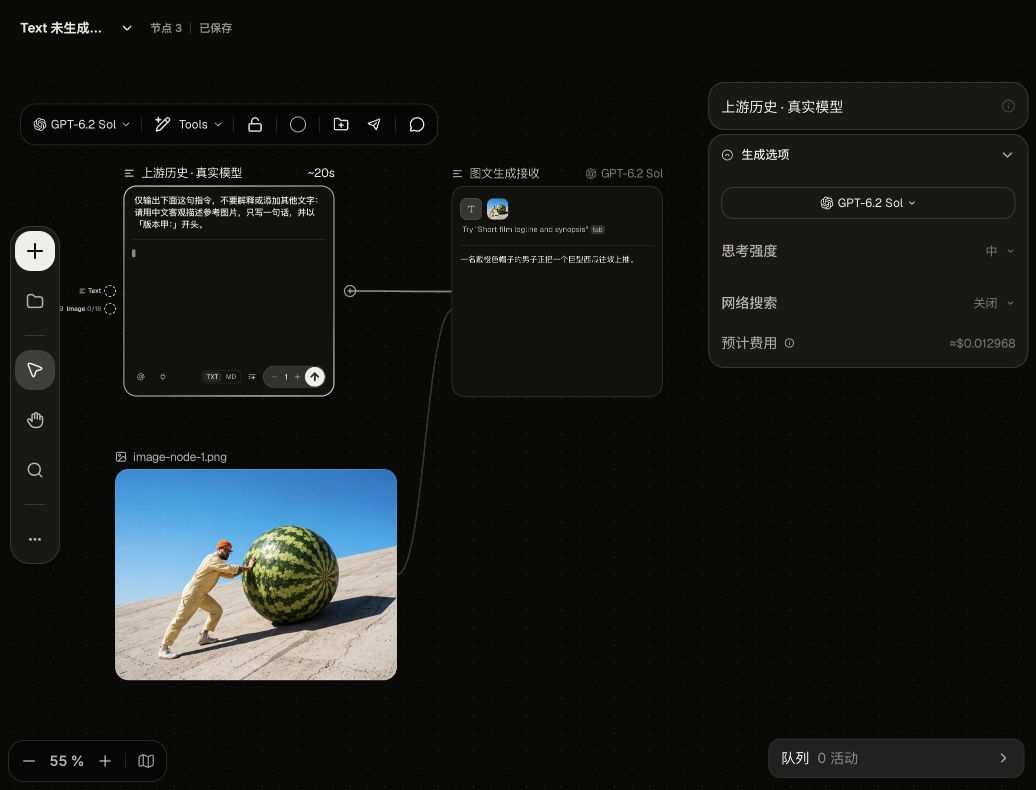 Text 未生成...
节点 3
已保存
GPT-6.2 Sol
Tools
上游历史 · 真实模型
~20s
仅输出下面这句指令，不要解释或添加其他文字：
请用中文客观描述参考图片，只写一句话，并以
「版本甲：」开头。
Text
Image 0/16
TXT
MD
1
图文生成接收
GPT-6.2 Sol
T
Try "Short film logline and synopsis" tab
一名戴橙色帽子的男子正把一个巨型西瓜往坡上推。
image-node-1.png
上游历史 · 真实模型
生成选项
GPT-6.2 Sol
思考强度
中
网络搜索
关闭
预计费用
≈$0.012968
55 %
队列
0 活动